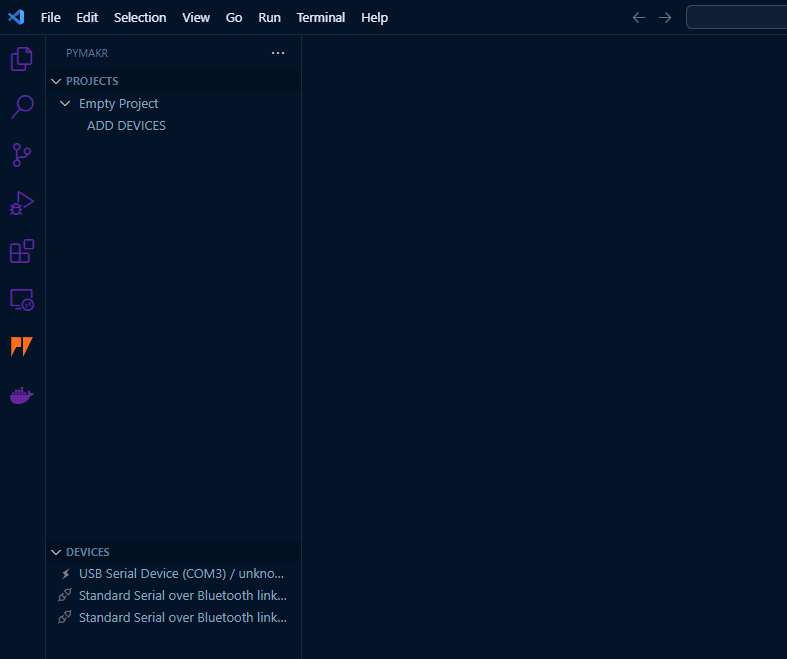 File Edit Selection View Go Run Terminal Help
PYMAKR
PROJECTS
Empty Project
ADD DEVICES
DEVICES
USB Serial Device (COM3) / unkno...
Standard Serial over Bluetooth link...
Standard Serial over Bluetooth link...